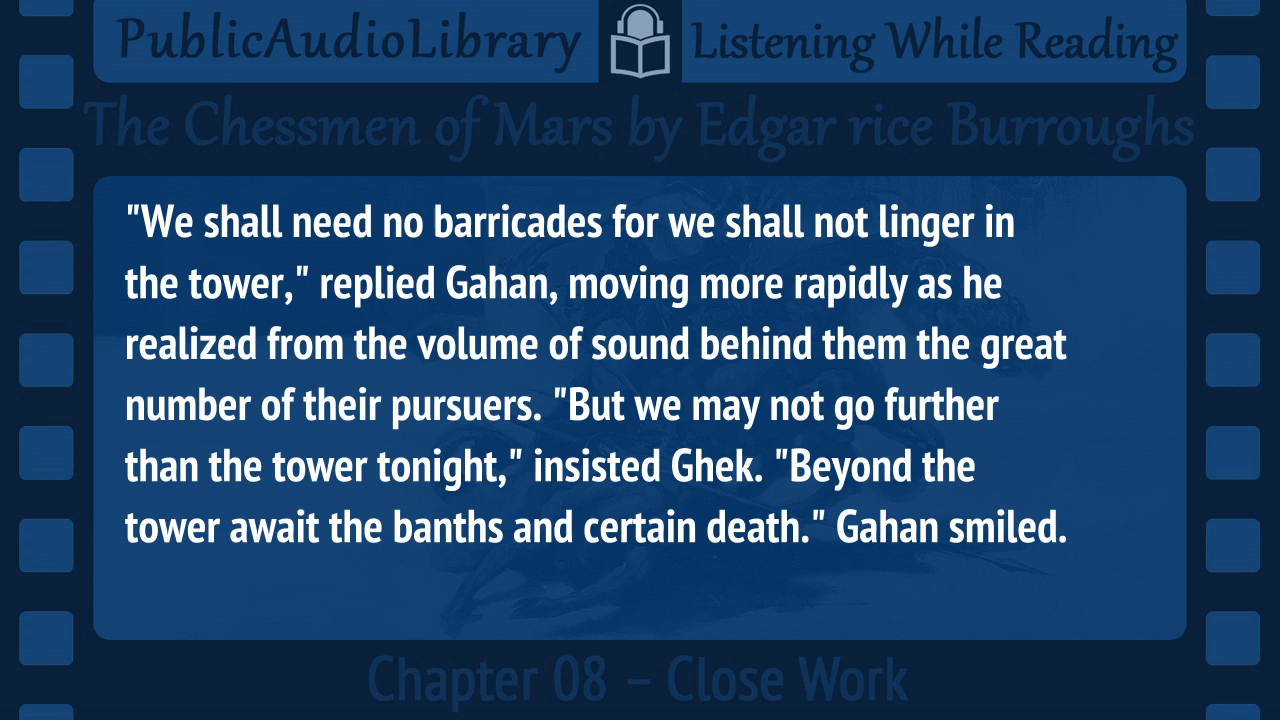 PublicAudioLibrary Listening While Reading
The Chessmen of Mars by Edgar rice Burroughs
"We shall need no barricades for we shall not linger in
the tower," replied Gahan, moving more rapidly as he
realized from the volume of sound behind them the great
number of their pursuers. "But we may not go further
than the tower tonight," insisted Ghek. "Beyond the
tower await the banths and certain death." Gahan smiled.
Chapter 08 – Close Work